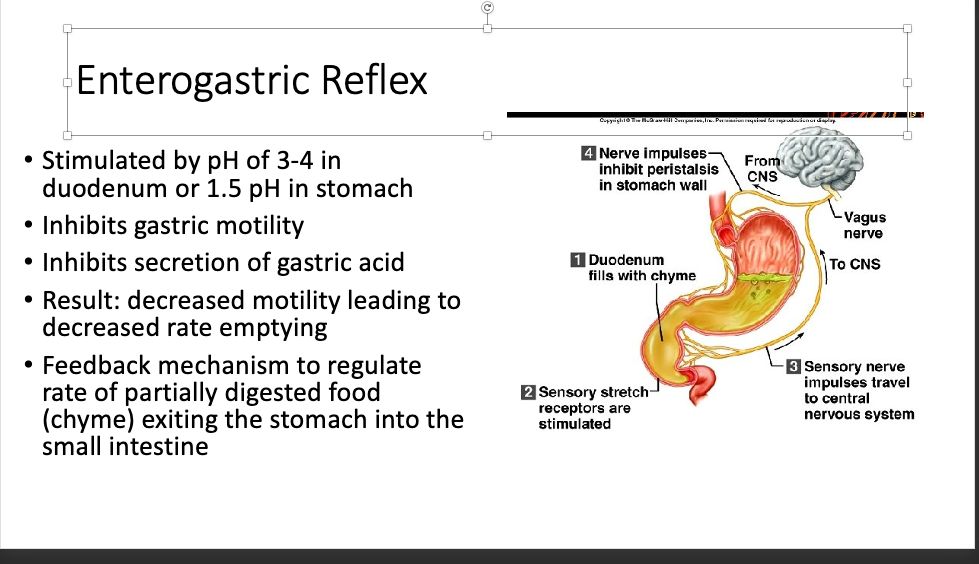 Enterogastric Reflex
Copyright © The McGraw-Hill Companies, Inc. Permission required for reproduction or display.
• Stimulated by pH of 3-4 in
duodenum or 1.5 pH in stomach
• Inhibits gastric motility
• Inhibits secretion of gastric acid
• Result: decreased motility leading to
decreased rate emptying
• Feedback mechanism to regulate
rate of partially digested food
(chyme) exiting the stomach into the
small intestine
4 Nerve impulses
inhibit peristalsis
in stomach wall
From
CNS
Vagus
nerve
To CNS
1 Duodenum
fills with chyme
2 Sensory stretch
receptors are
stimulated
3 Sensory nerve
impulses travel
to central
nervous system